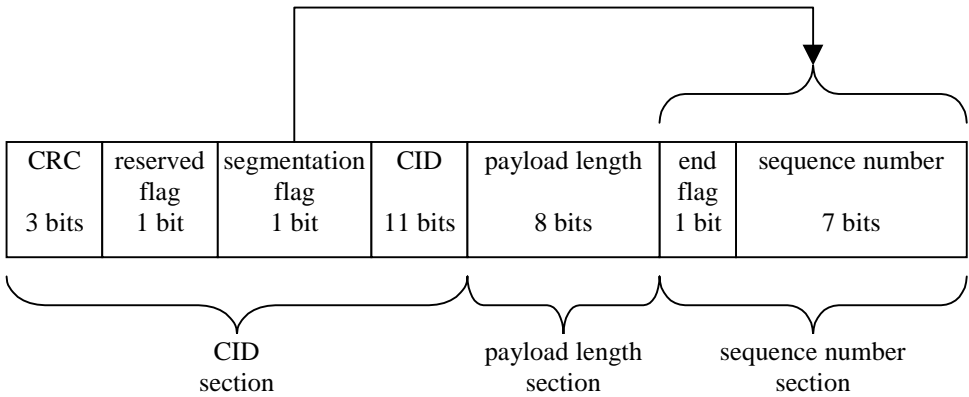 CRC reserved segmentation CID payload length end sequence number
flag flag flag
3 bits 1 bit 1 bit 11 bits 8 bits 1 bit 7 bits
CID payload length sequence number
section section section